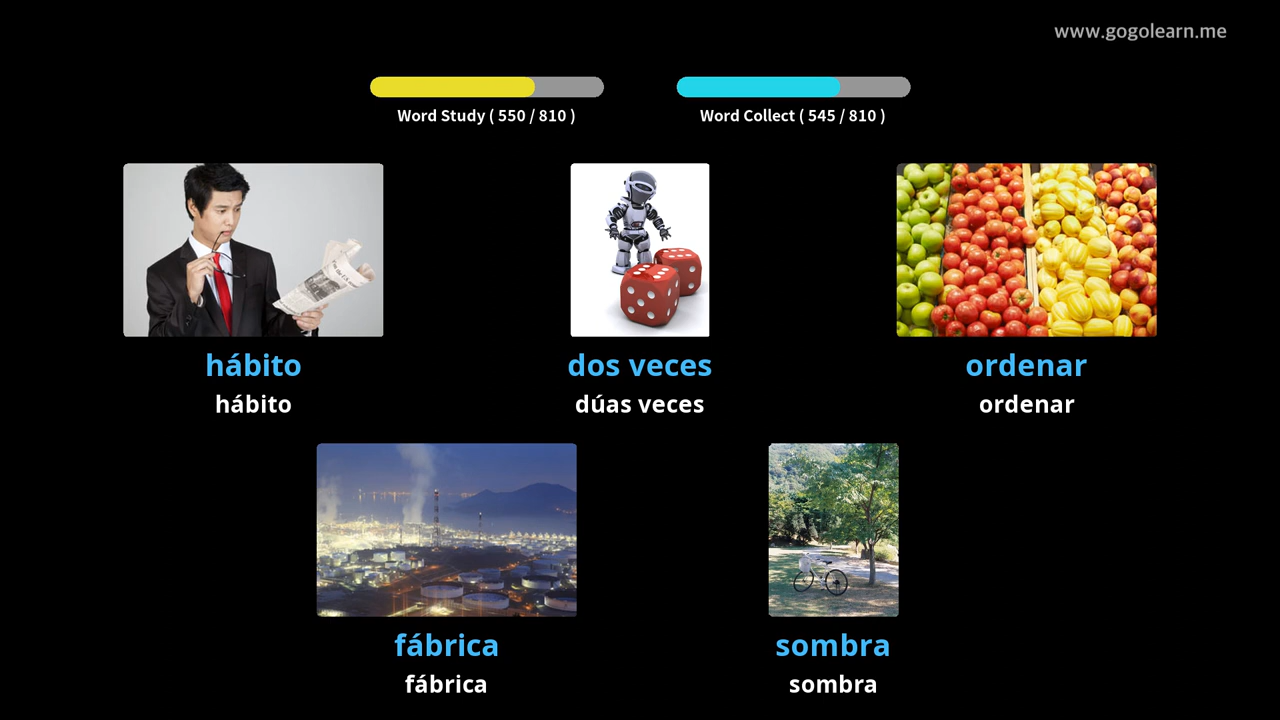 www.gogolearn.me
Word Study ( 550 / 810 )
Word Collect ( 545 / 810 )
hábito
hábito
dos veces
dúas veces
ordenar
ordenar
fábrica
fábrica
sombra
sombra